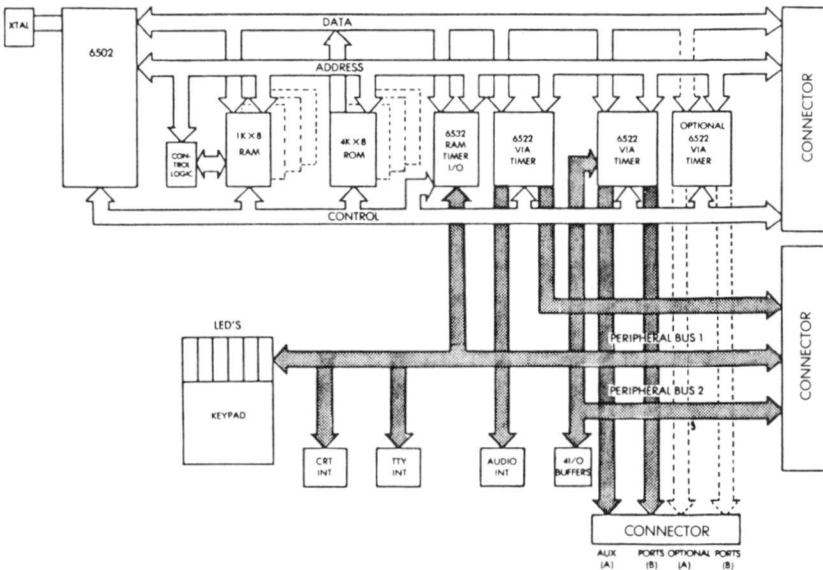 XTAL
6502
DATA
ADDRESS
CONNECTOR
CON-
TROL
LOGIC
1K X 8
RAM
4K X 8
ROM
6532
RAM
TIMER
I/O
6522
VIA
TIMER
6522
VIA
TIMER
OPTIONAL
6522
VIA
TIMER
CONTROL
LED'S
KEYPAD
PERIPHERAL BUS 1
PERIPHERAL BUS 2
CONNECTOR
CRT
INT
TTY
INT
AUDIO
INT
4I/O
BUFFERS
CONNECTOR
AUX PORTS OPTIONAL PORTS
(A) (B) (A) (B)